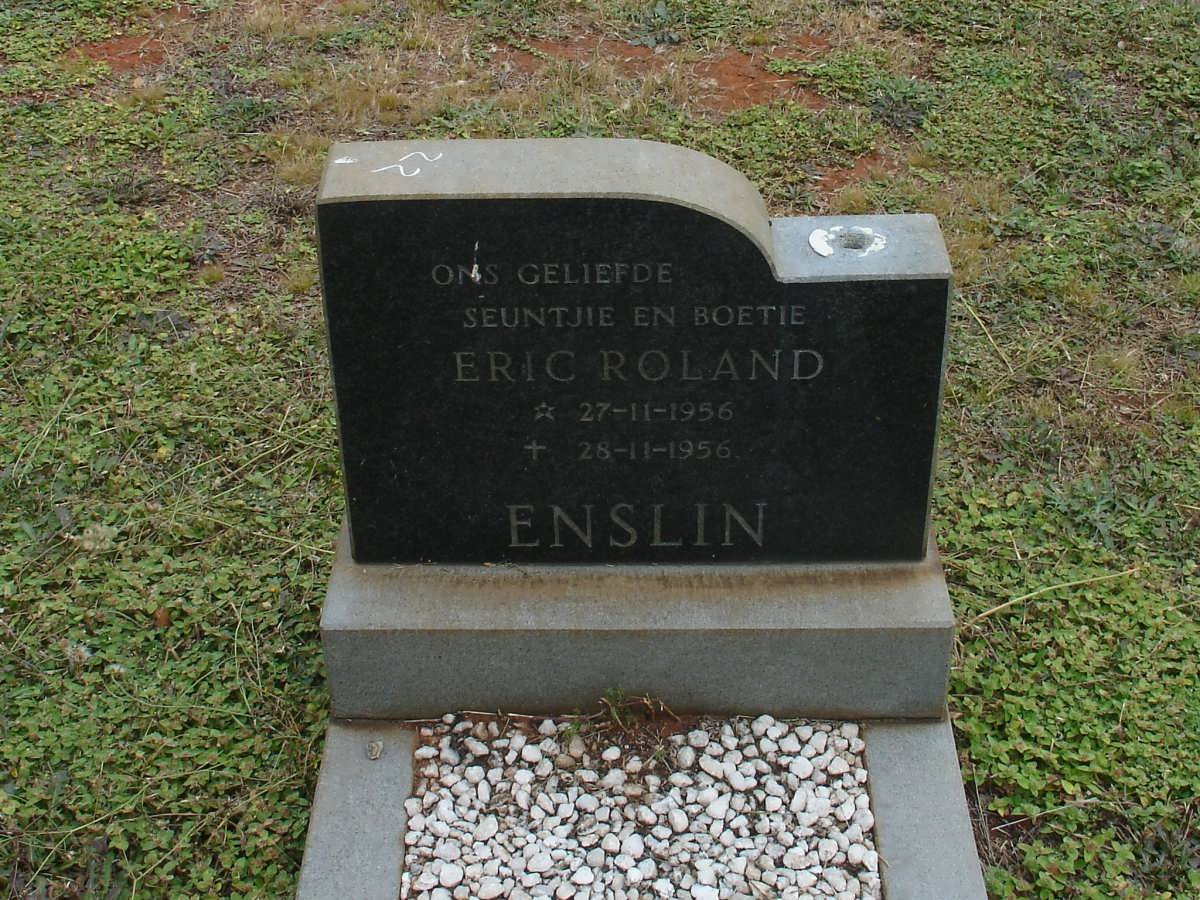 ONS GELIEFDE
SEUNTJIE EN BOETIE
ERIC ROLAND
☆ 27-11-1956
✝ 28-11-1956
ENSLIN